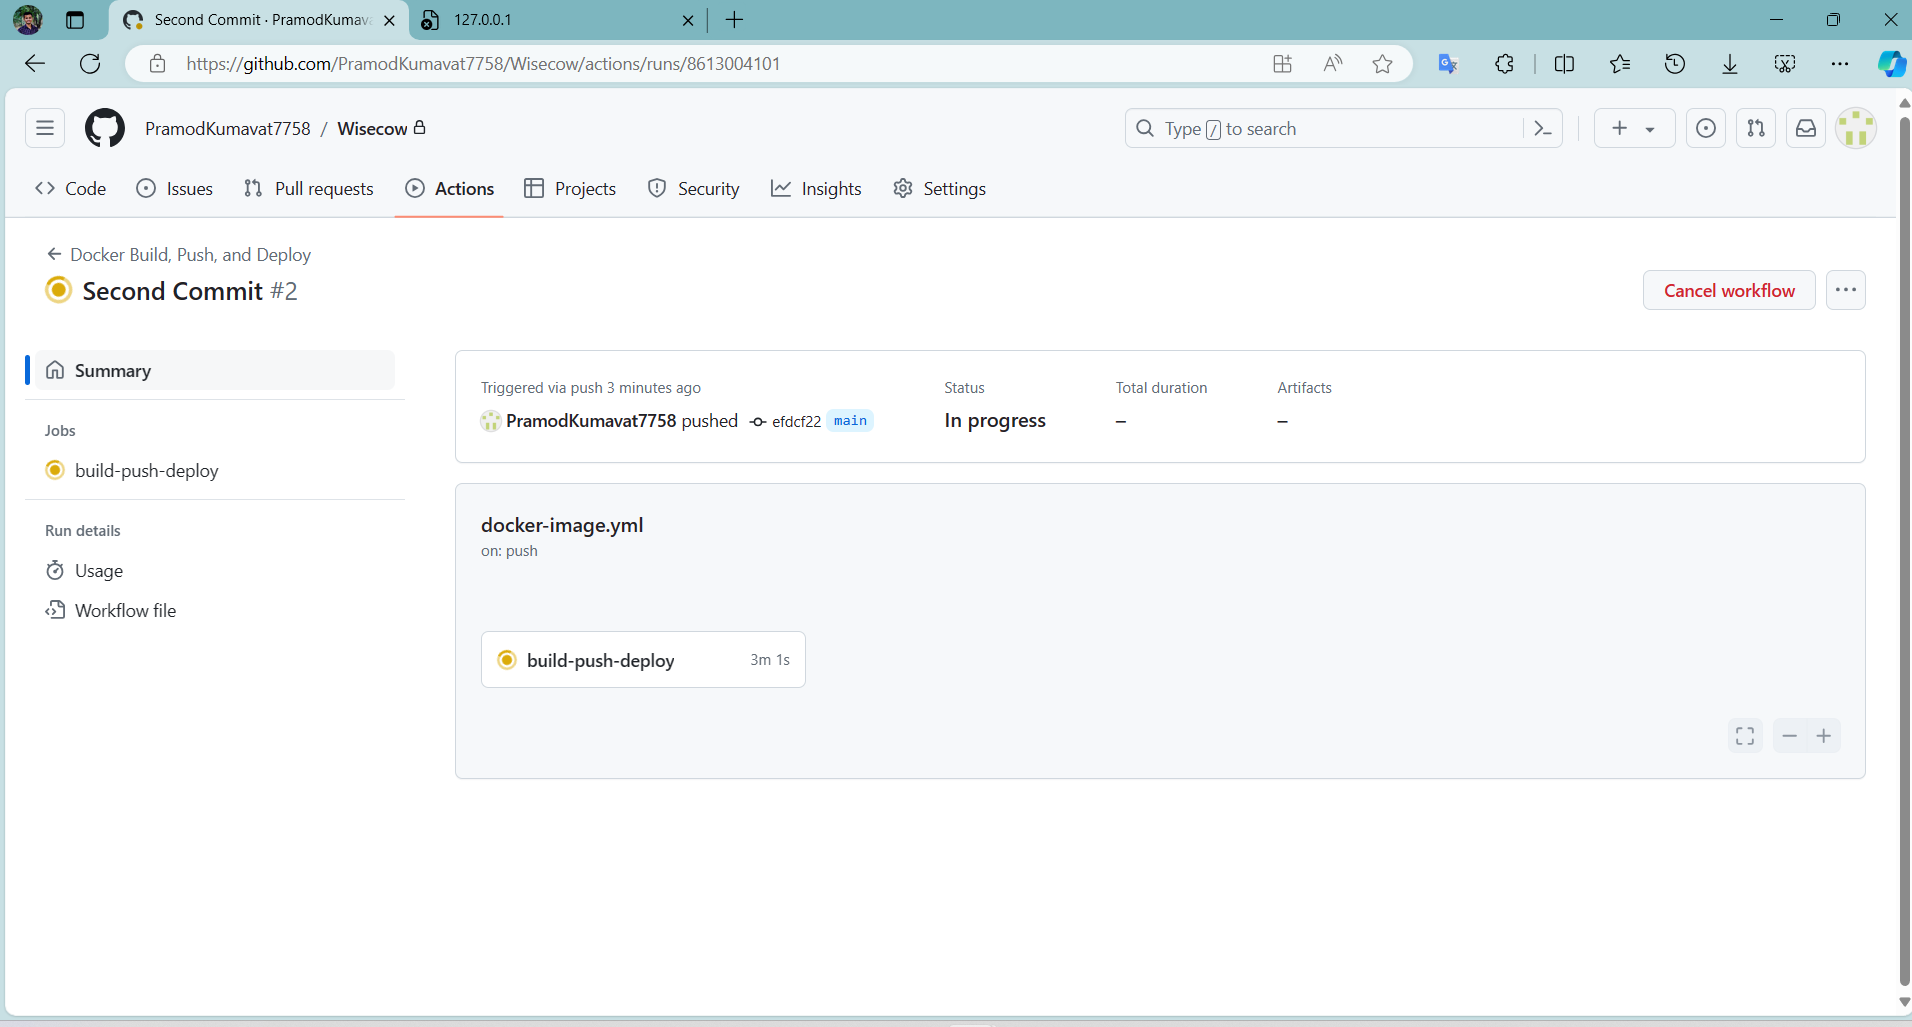 Second Commit · PramodKumava
127.0.0.1
https://github.com/PramodKumavat7758/Wisecow/actions/runs/8613004101
PramodKumavat7758 / Wisecow
Type / to search
Code
Issues
Pull requests
Actions
Projects
Security
Insights
Settings
Docker Build, Push, and Deploy
Second Commit #2
Cancel workflow
Summary
Jobs
build-push-deploy
Run details
Usage
Workflow file
Triggered via push 3 minutes ago
PramodKumavat7758 pushed efdcf22 main
Status
In progress
Total duration
–
Artifacts
–
docker-image.yml
on: push
build-push-deploy 3m 1s